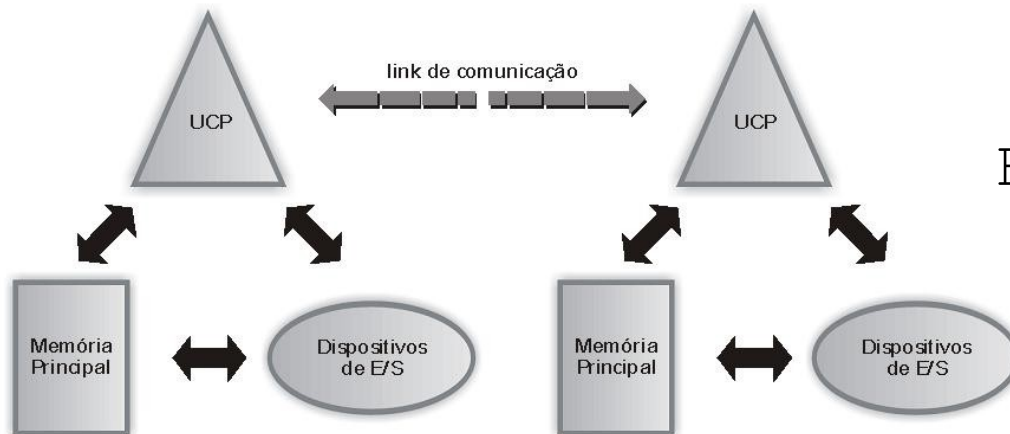 link de comunicação
UCP
UCP
Memória
Principal
Dispositivos
de E/S
Memória
Principal
Dispositivos
de E/S